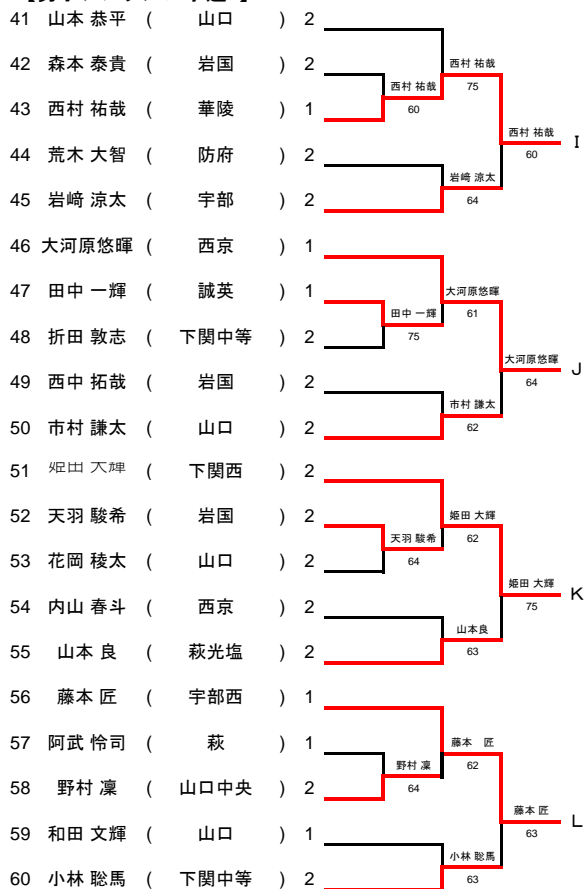 41 山本 恭平 ( 山口 ) 2
42 森本 泰貴 ( 岩国 ) 2
43 西村 祐哉 ( 華陵 ) 1
44 荒木 大智 ( 防府 ) 2
45 岩﨑 涼太 ( 宇部 ) 2
西村 祐哉
60
西村 祐哉
75
岩﨑 涼太
64
西村 祐哉
60
I
46 大河原悠暉 ( 西京 ) 1
47 田中 一輝 ( 誠英 ) 1
48 折田 敦志 ( 下関中等 ) 2
49 西中 拓哉 ( 岩国 ) 2
50 市村 謙太 ( 山口 ) 2
田中 一輝
75
大河原悠暉
61
市村 謙太
62
大河原悠暉
64
J
51 姫田 大輝 ( 下関西 ) 2
52 天羽 駿希 ( 岩国 ) 2
53 花岡 稜太 ( 山口 ) 2
54 内山 春斗 ( 西京 ) 2
55 山本 良 ( 萩光塩 ) 2
天羽 駿希
64
姫田 大輝
62
山本良
63
姫田 大輝
75
K
56 藤本 匠 ( 宇部西 ) 1
57 阿武 怜司 ( 萩 ) 1
58 野村 凜 ( 山口中央 ) 2
59 和田 文輝 ( 山口 ) 1
60 小林 聡馬 ( 下関中等 ) 2
野村 凜
64
藤本 匠
62
小林 聡馬
63
藤本 匠
63
L